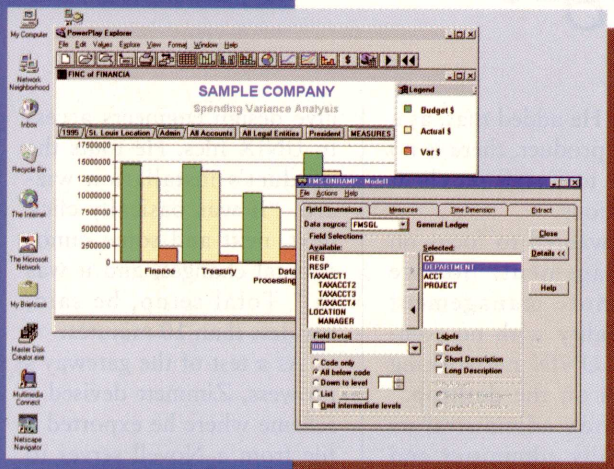 My Computer
Network Neighborhood
Inbox
Recycle Bin
The Internet
The Microsoft Network
My Briefcase
Master Disk Creator exe
Multimedia Connect
Netscape Navigator
PowerPlay Explorer
File Edit Values Explore View Format Window Help
FINC of FINANCIA
SAMPLE COMPANY
Spending Variance Analysis
1995 St. Louis Location Admin All Accounts All Legal Entities President MEASURES
17500000
15000000
12500000
10000000
7500000
5000000
2500000
0
Finance Treasury Data Processing
Legend
Budget $
Actual $
Var $
FMS ONRAMP - Model1
File Actions Help
Field Dimensions Measures Time Dimension Extract
Data source: FMSGL General Ledger
Field Selections
Available:
REG
RESP
TAXACCT1
TAXACCT2
TAXACCT3
TAXACCT4
LOCATION
MANAGER
Selected:
CO
DEPARTMENT
ACCT
PROJECT
Close
Details <<
Help
Field Detail
000
Code only
All below code
Down to level
List
Omit intermediate levels
Labels
Code
Short Description
Long Description